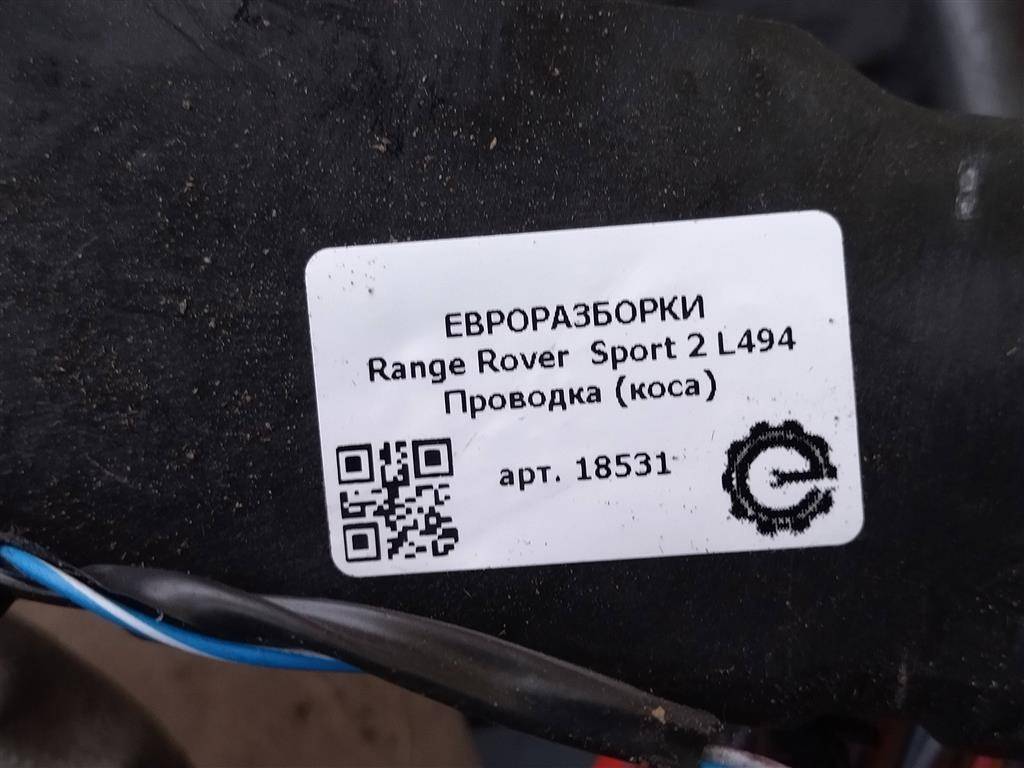 ЕВРОРАЗБОРКИ
Range Rover Sport 2 L494
Проводка (коса)
арт. 18531